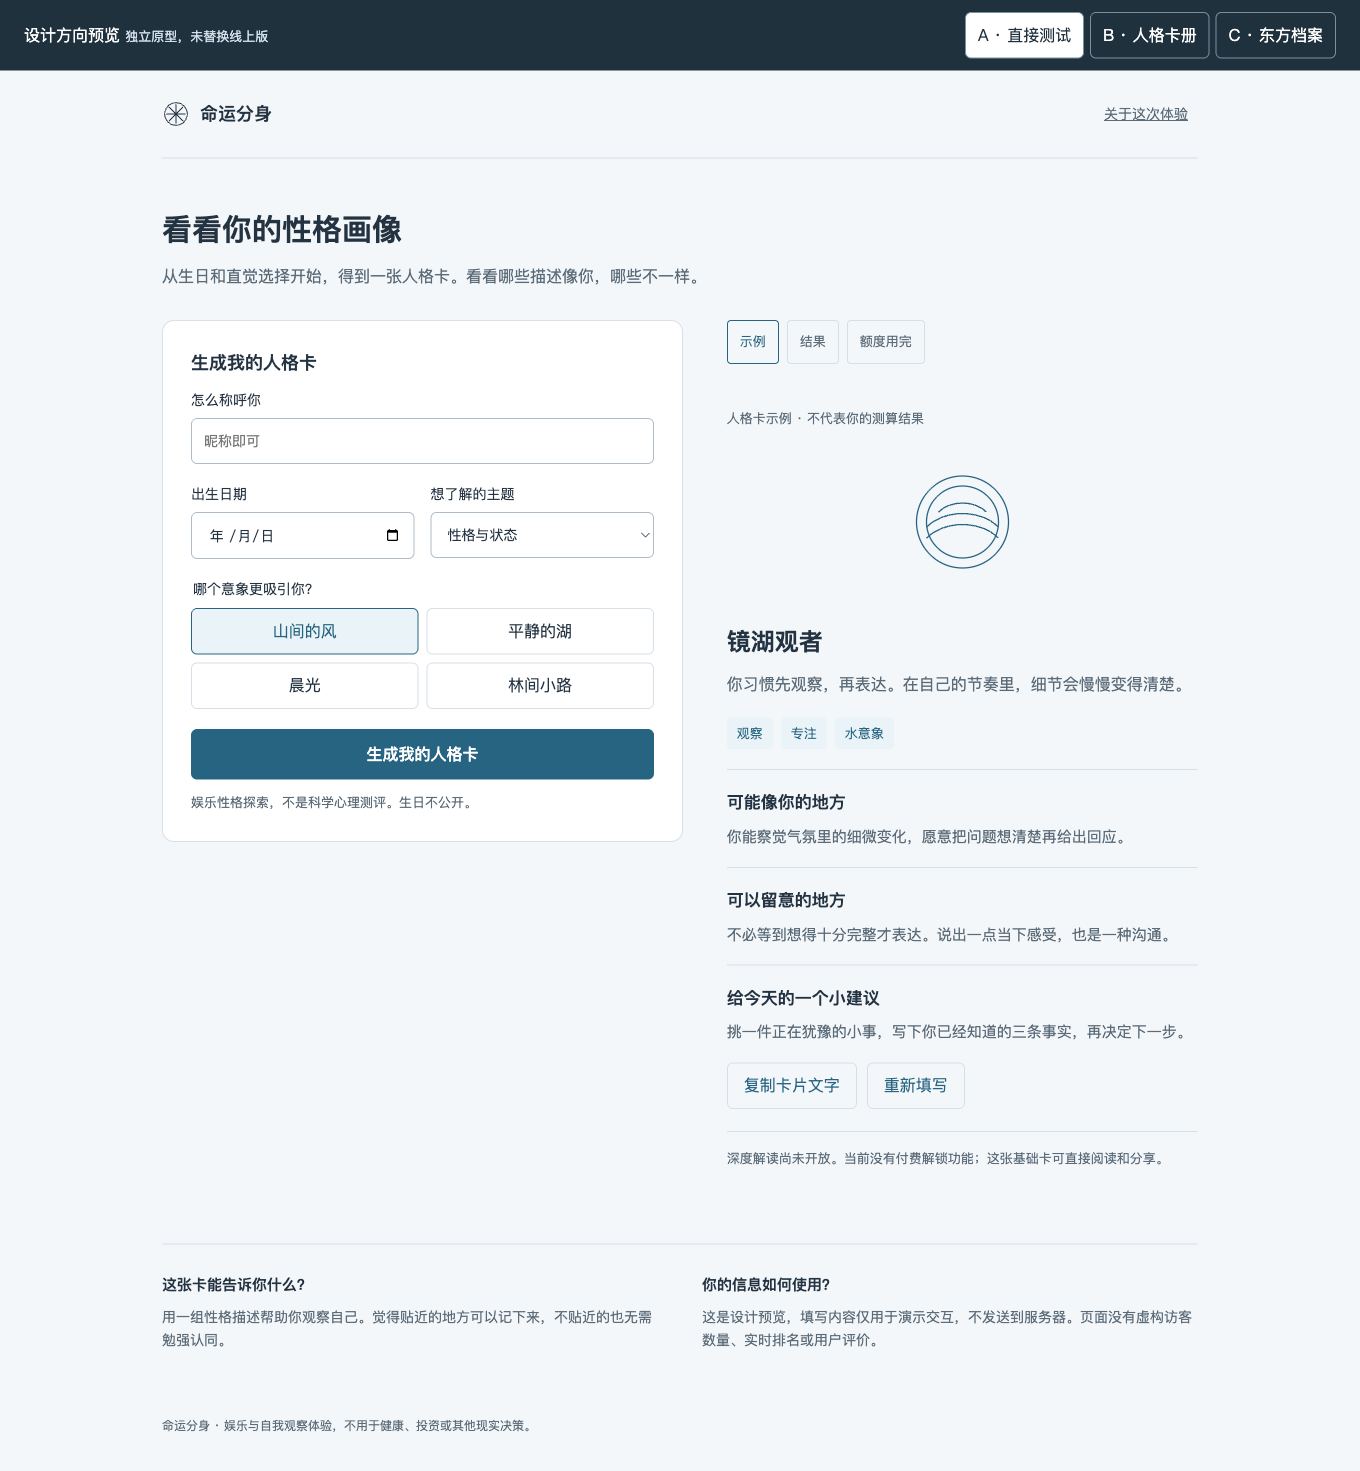 设计方向预览 独立原型，未替换线上版
A · 直接测试
B · 人格卡册
C · 东方档案
命运分身
关于这次体验
看看你的性格画像
从生日和直觉选择开始，得到一张人格卡。看看哪些描述像你，哪些不一样。
生成我的人格卡
怎么称呼你
昵称即可
出生日期
想了解的主题
年 /月/日
性格与状态
哪个意象更吸引你？
山间的风
平静的湖
晨光
林间小路
生成我的人格卡
娱乐性格探索，不是科学心理测评。生日不公开。
示例
结果
额度用完
人格卡示例 · 不代表你的测算结果
镜湖观者
你习惯先观察，再表达。在自己的节奏里，细节会慢慢变得清楚。
观察
专注
水意象
可能像你的地方
你能察觉气氛里的细微变化，愿意把问题想清楚再给出回应。
可以留意的地方
不必等到想得十分完整才表达。说出一点当下感受，也是一种沟通。
给今天的一个小建议
挑一件正在犹豫的小事，写下你已经知道的三条事实，再决定下一步。
复制卡片文字
重新填写
深度解读尚未开放。当前没有付费解锁功能；这张基础卡可直接阅读和分享。
这张卡能告诉你什么？
用一组性格描述帮助你观察自己。觉得贴近的地方可以记下来，不贴近的也无需
勉强认同。
你的信息如何使用？
这是设计预览，填写内容仅用于演示交互，不发送到服务器。页面没有虚构访客
数量、实时排名或用户评价。
命运分身 · 娱乐与自我观察体验，不用于健康、投资或其他现实决策。